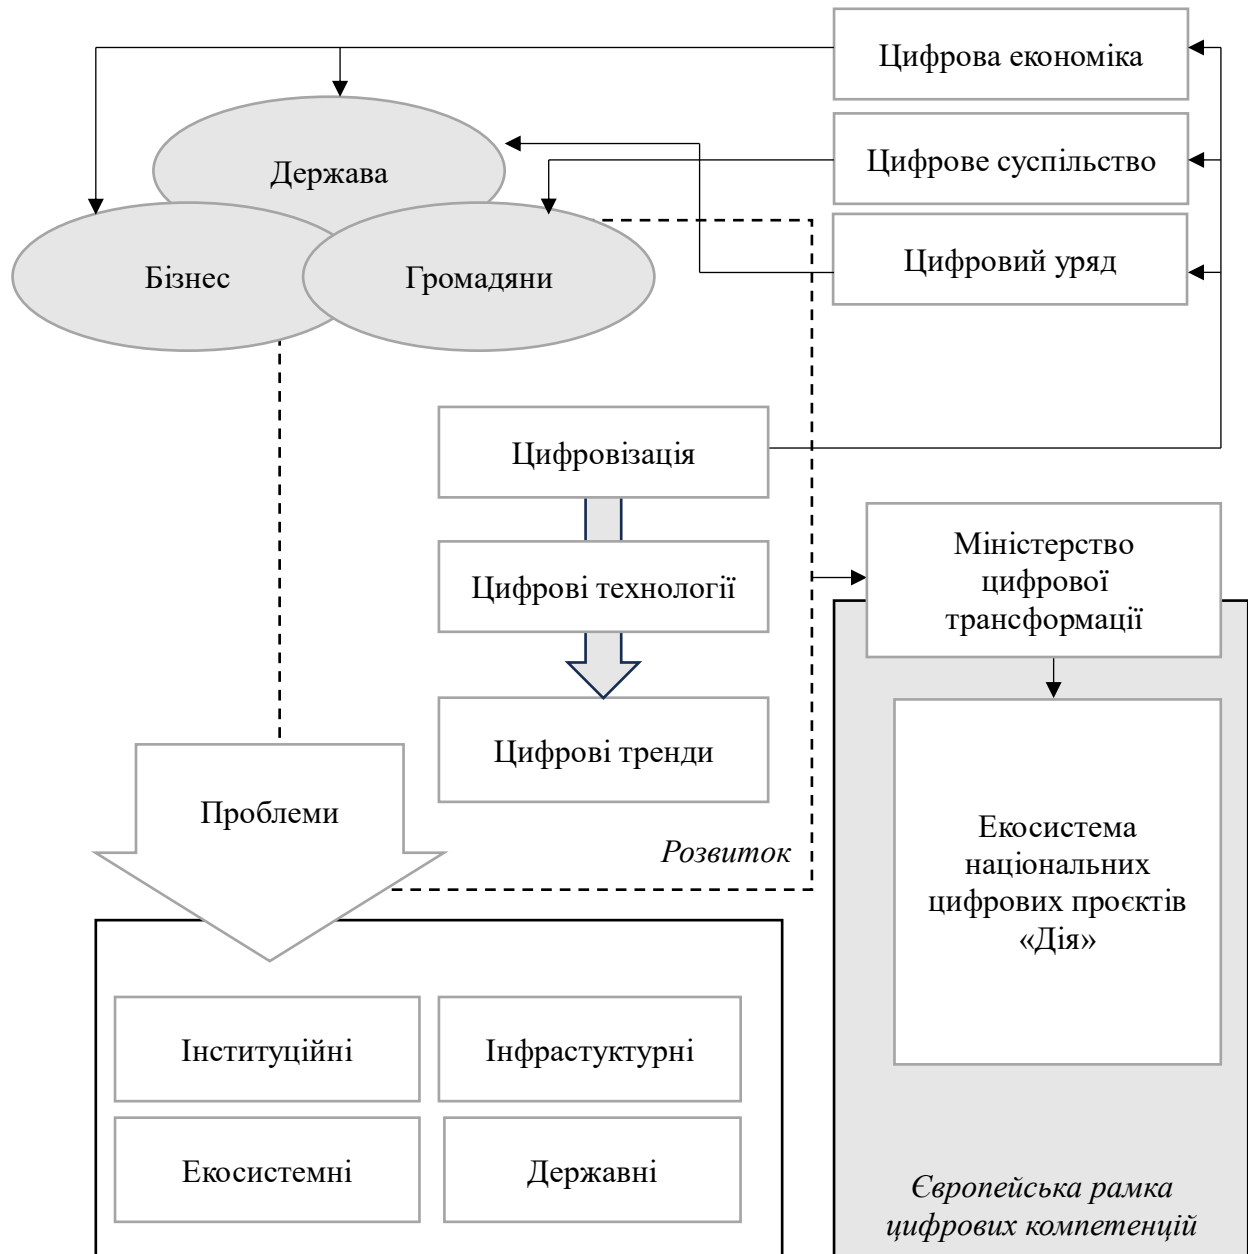 Цифрова економіка
Держава
Цифрове суспільство
Бізнес
Громадяни
Цифровий уряд
Цифровізація
Міністерство
цифрової
трансформації
Цифрові технології
Цифрові тренди
Проблеми
Розвиток
Екосистема
національних
цифрових проєктів
«Дія»
Інституційні
Інфрастуктурні
Екосистемні
Державні
Європейська рамка
цифрових компетенцій